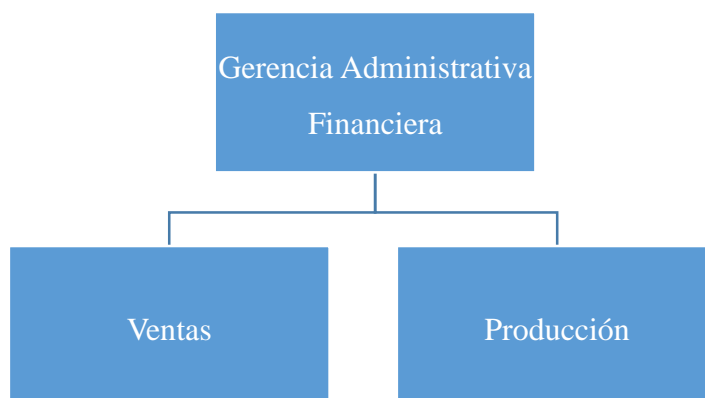 Gerencia Administrativa
Financiera
Ventas
Producción